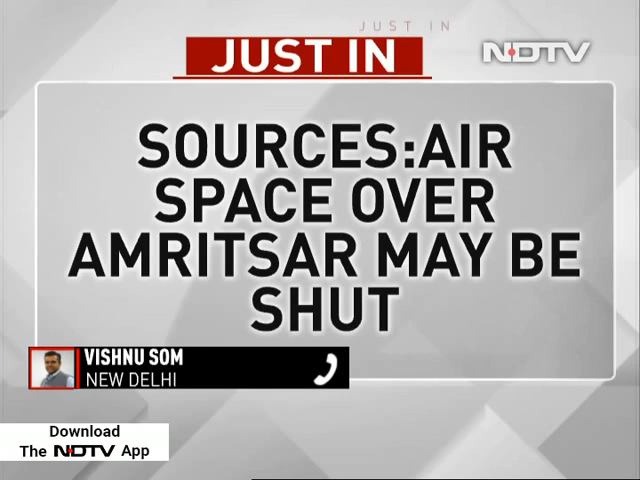 JUST IN
JUST IN
NDTV
SOURCES:AIR
SPACE OVER
AMRITSAR MAY BE
SHUT
VISHNU SOM
NEW DELHI
Download
The NDTV App